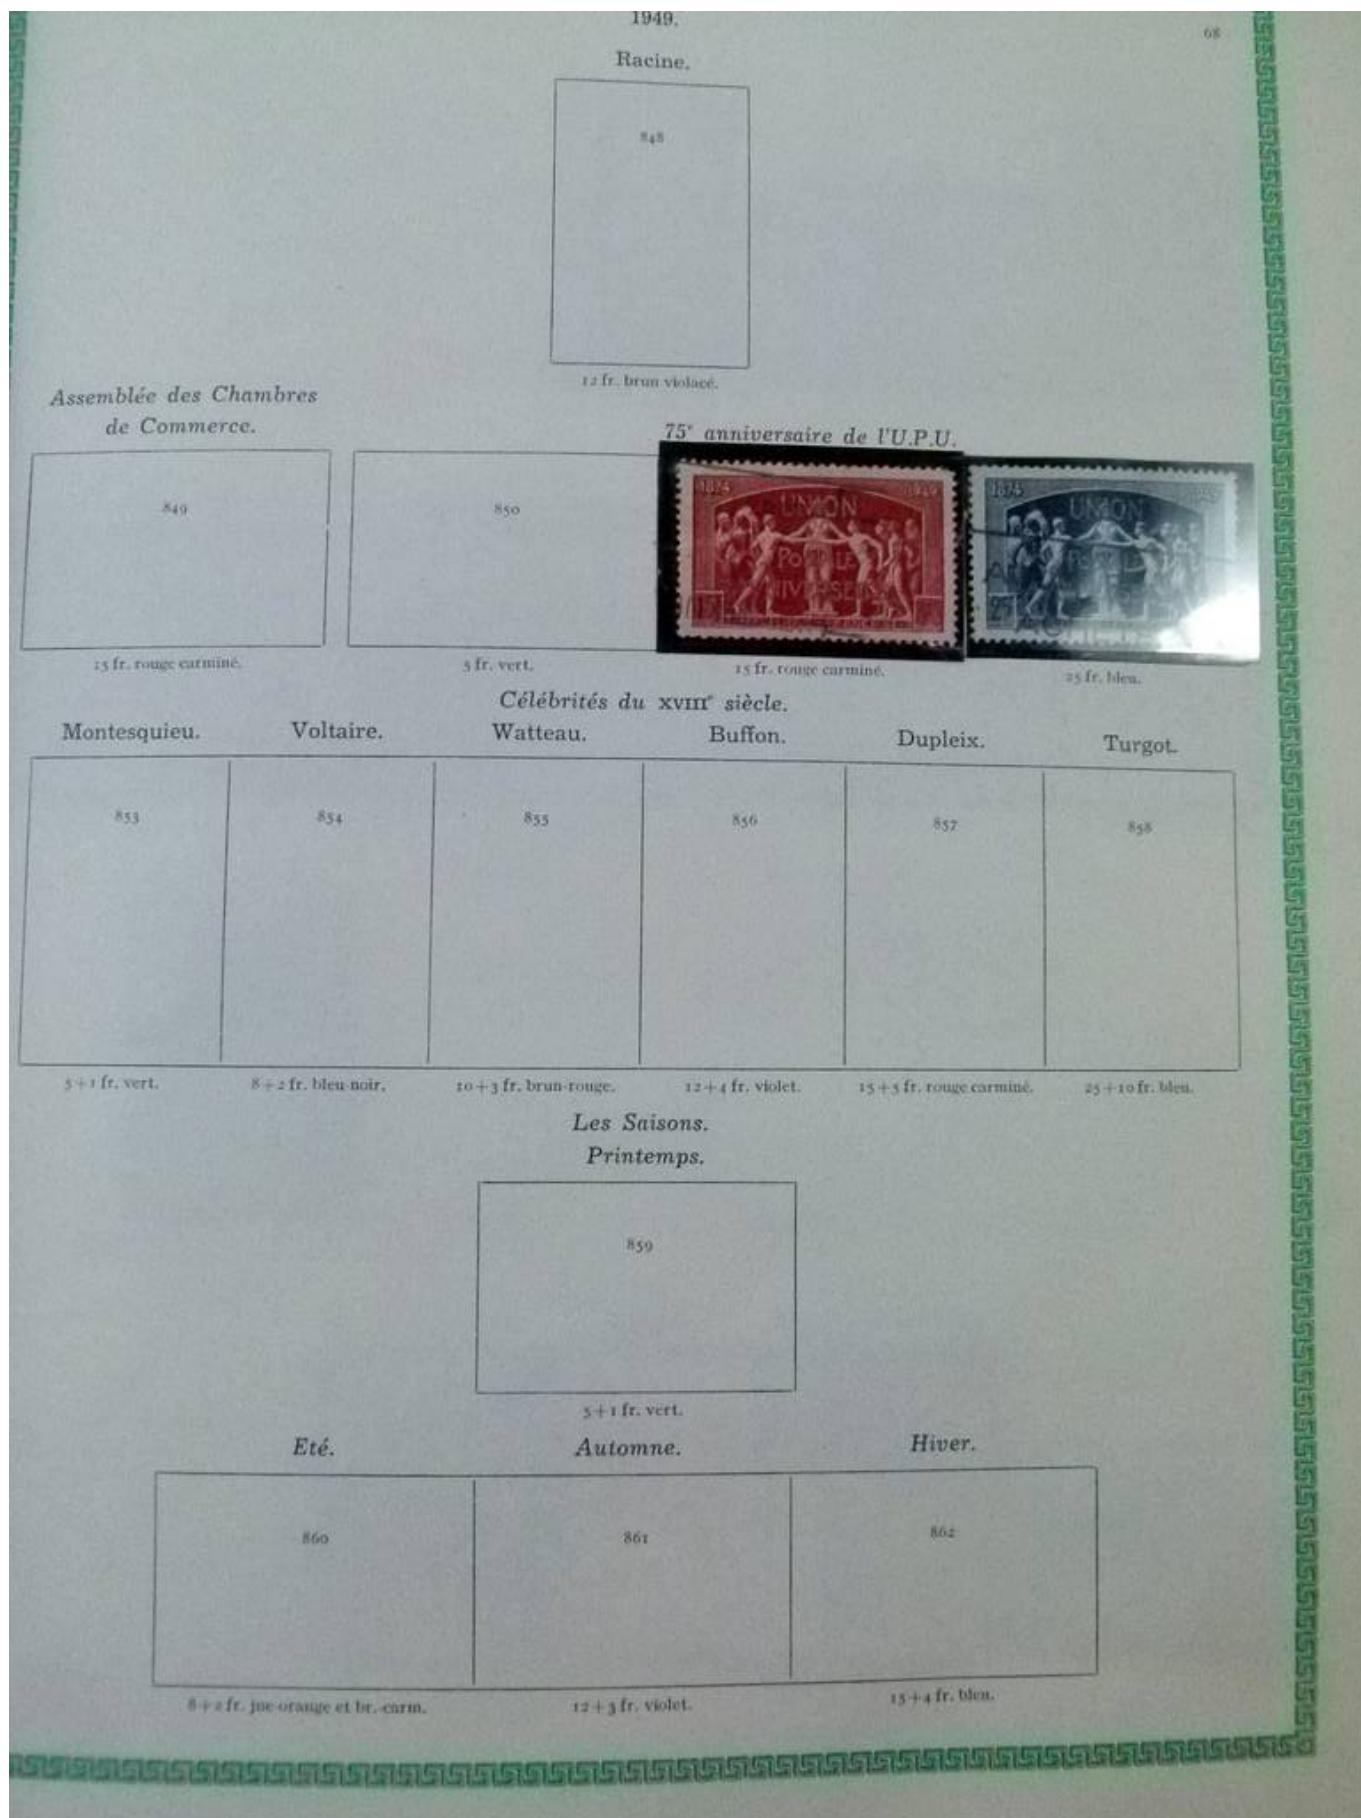 1949.
68
Racine.
848
12 fr. brun violacé.
Assemblée des Chambres
de Commerce.
75e anniversaire de l'U.P.U.
849
850
1874 1949
UNION
POSTALE
UNIVERSELLE
1874
UNION
15 fr. rouge carminé.
5 fr. vert.
15 fr. rouge carminé.
25 fr. bleu.
Célébrités du XVIIIe siècle.
Montesquieu.
Voltaire.
Watteau.
Buffon.
Dupleix.
Turgot.
853
854
855
856
857
858
5+1 fr. vert.
8+2 fr. bleu-noir.
10+3 fr. brun-rouge.
12+4 fr. violet.
15+5 fr. rouge carminé.
25+10 fr. bleu.
Les Saisons.
Printemps.
859
5+1 fr. vert.
Eté.
Automne.
Hiver.
860
861
862
8+2 fr. jne-orange et br.-carm.
12+3 fr. violet.
15+4 fr. bleu.